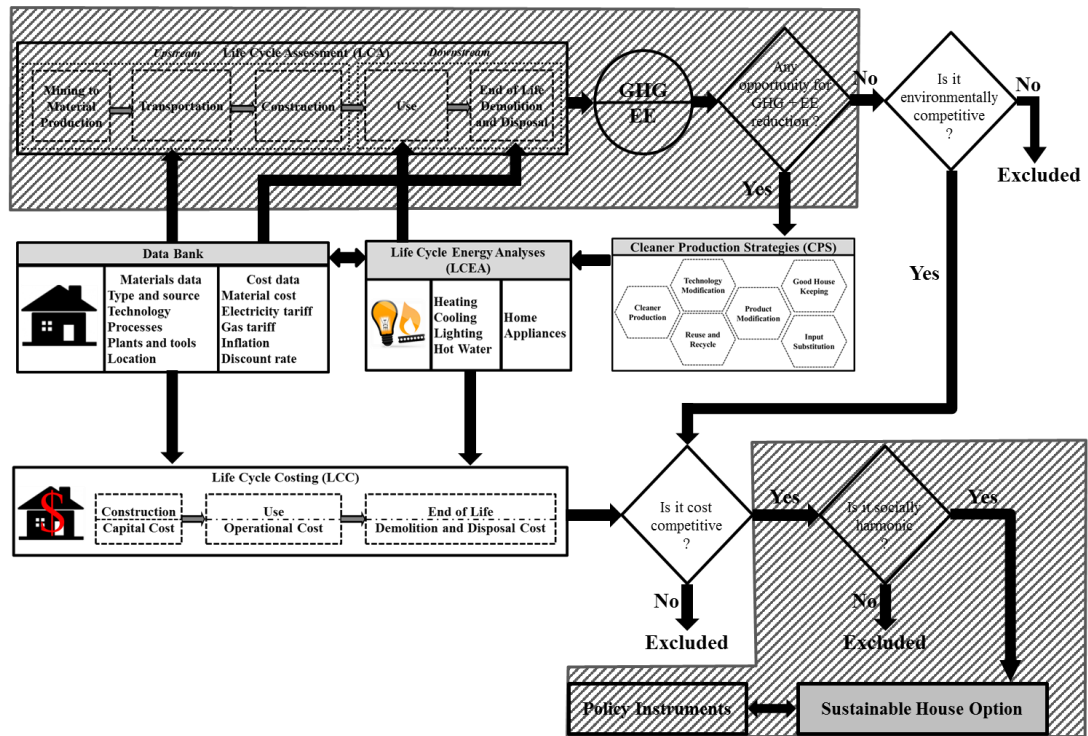 Upstream
Life Cycle Assessment (LCA)
Downstream
Mining to
Material
Production
Transportation
Construction
Use
End of Life
Demolition
and Disposal
GHG
EE
Any
opportunity for
GHG + EE
reduction ?
No
Is it
environmentally
competitive
?
No
Excluded
Yes
Yes
Data Bank
Materials data
Type and source
Technology
Processes
Plants and tools
Location
Cost data
Material cost
Electricity tariff
Gas tariff
Inflation
Discount rate
Life Cycle Energy Analyses
(LCEA)
Heating
Cooling
Lighting
Hot Water
Home
Appliances
Cleaner Production Strategies (CPS)
Cleaner
Production
Technology
Modification
Reuse and
Recycle
Product
Modification
Good House
Keeping
Input
Substitution
Life Cycle Costing (LCC)
$
Construction
Capital Cost
Use
Operational Cost
End of Life
Demolition and Disposal Cost
Is it cost
competitive
?
Yes
Is it socially
harmonic
?
Yes
No
Excluded
No
Excluded
Policy Instruments
Sustainable House Option